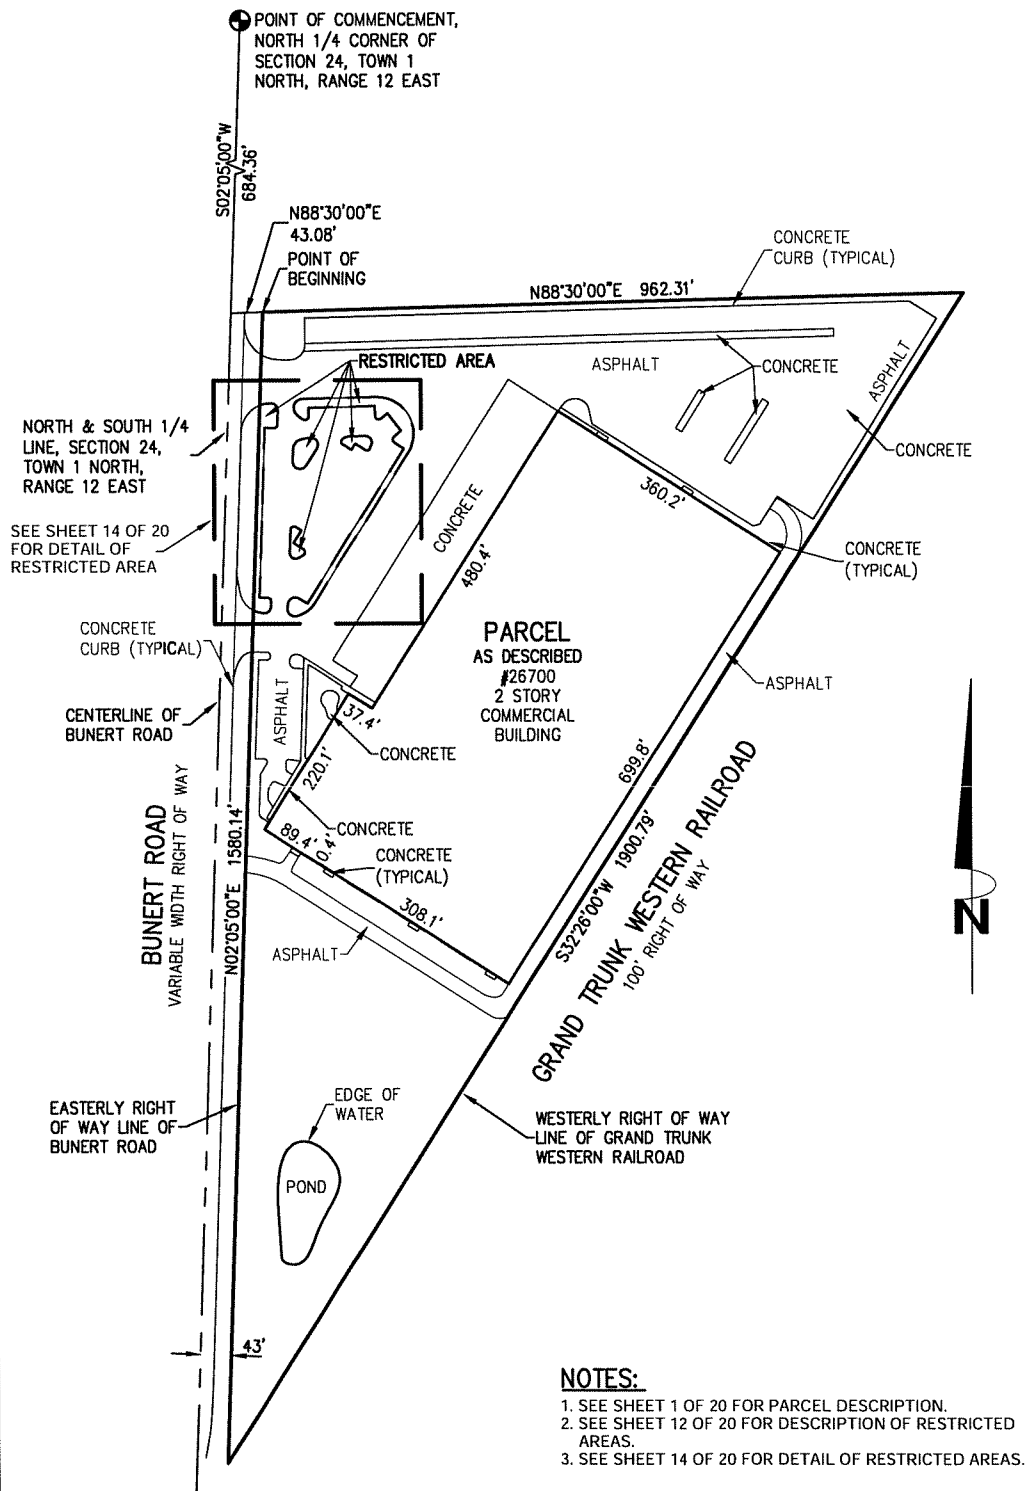 POINT OF COMMENCEMENT,
NORTH 1/4 CORNER OF
SECTION 24, TOWN 1
NORTH, RANGE 12 EAST
S02°05'00"W
684.36'
N88°30'00"E
43.08'
POINT OF
BEGINNING
CONCRETE
CURB (TYPICAL)
N88°30'00"E 962.31'
RESTRICTED AREA
ASPHALT
CONCRETE
ASPHALT
NORTH & SOUTH 1/4
LINE, SECTION 24,
TOWN 1 NORTH,
RANGE 12 EAST
CONCRETE
SEE SHEET 14 OF 20
FOR DETAIL OF
RESTRICTED AREA
CONCRETE
360.2'
480.4'
CONCRETE
(TYPICAL)
CONCRETE
CURB (TYPICAL)
PARCEL
AS DESCRIBED
#26700
2 STORY
COMMERCIAL
BUILDING
ASPHALT
ASPHALT
CENTERLINE OF
BUNERT ROAD
37.4'
CONCRETE
220.1'
699.8'
BUNERT ROAD
VARIABLE WIDTH RIGHT OF WAY
N02°05'00"E 1580.14'
CONCRETE
89.4'
0.4'
CONCRETE
(TYPICAL)
308.1'
S32°26'00"W 1900.79'
GRAND TRUNK WESTERN RAILROAD
100' RIGHT OF WAY
N
ASPHALT
EDGE OF
WATER
EASTERLY RIGHT
OF WAY LINE OF
BUNERT ROAD
WESTERLY RIGHT OF WAY
LINE OF GRAND TRUNK
WESTERN RAILROAD
POND
43'
NOTES:
1. SEE SHEET 1 OF 20 FOR PARCEL DESCRIPTION.
2. SEE SHEET 12 OF 20 FOR DESCRIPTION OF RESTRICTED
AREAS.
3. SEE SHEET 14 OF 20 FOR DETAIL OF RESTRICTED AREAS.